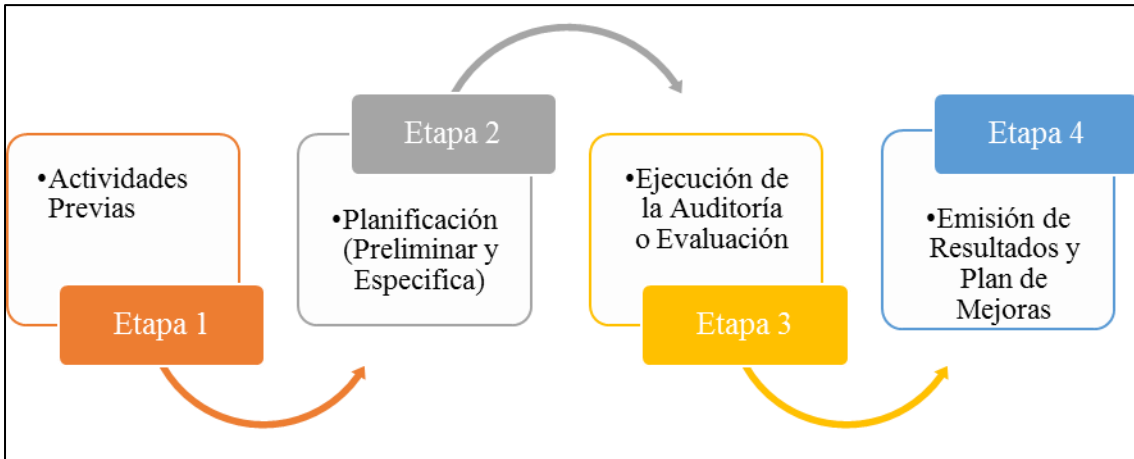 •Actividades
Previas
Etapa 1
Etapa 2
•Planificación
(Preliminar y
Especifica)
•Ejecución de
la Auditoría
o Evaluación
Etapa 3
Etapa 4
•Emisión de
Resultados y
Plan de
Mejoras